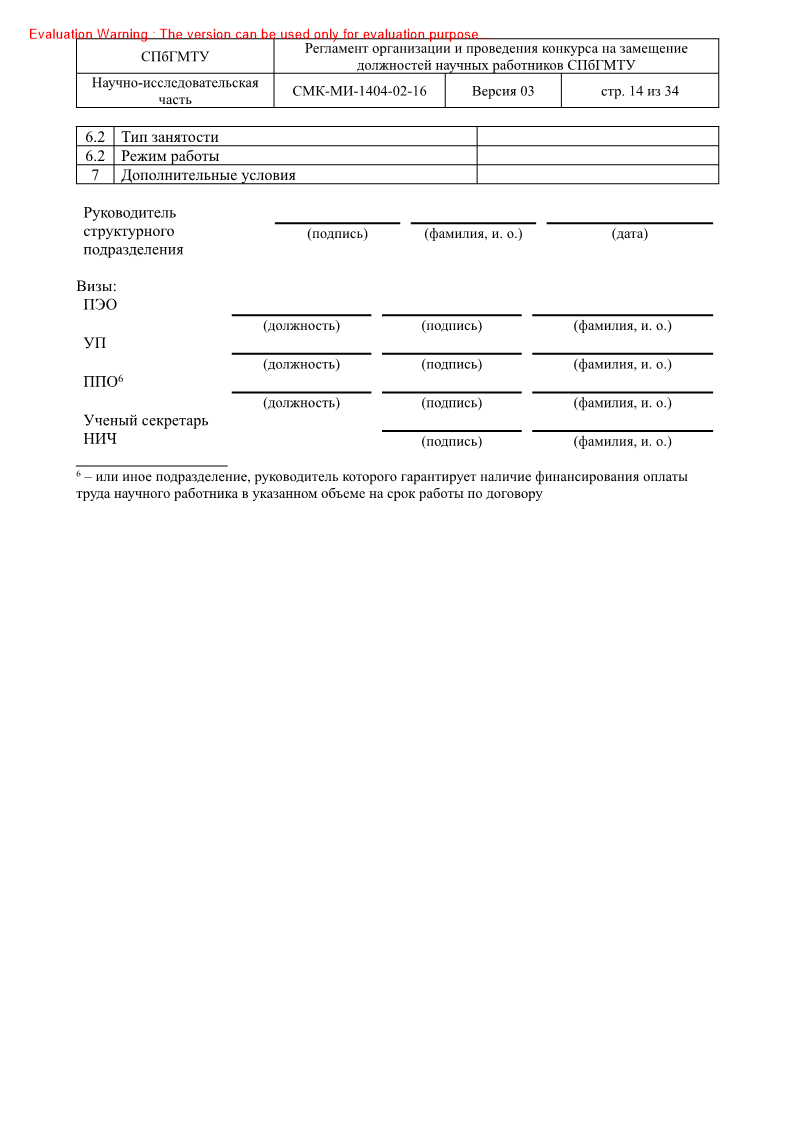 Evaluation Warning : The version can be used only for evaluation purpose...
СПбГМТУ
Регламент организации и проведения конкурса на замещение
должностей научных работников СПбГМТУ
Научно-исследовательская
часть
СМК-МИ-1404-02-16
Версия 03
стр. 14 из 34
6.2 Тип занятости
6.2 Режим работы
7 Дополнительные условия
Руководитель
структурного
подразделения
(подпись) (фамилия, и. о.) (дата)
Визы:
ПЭО
(должность) (подпись) (фамилия, и. о.)
УП
(должность) (подпись) (фамилия, и. о.)
ППО⁶
(должность) (подпись) (фамилия, и. о.)
Ученый секретарь
НИЧ
(подпись) (фамилия, и. о.)
⁶ – или иное подразделение, руководитель которого гарантирует наличие финансирования оплаты
труда научного работника в указанном объеме на срок работы по договору